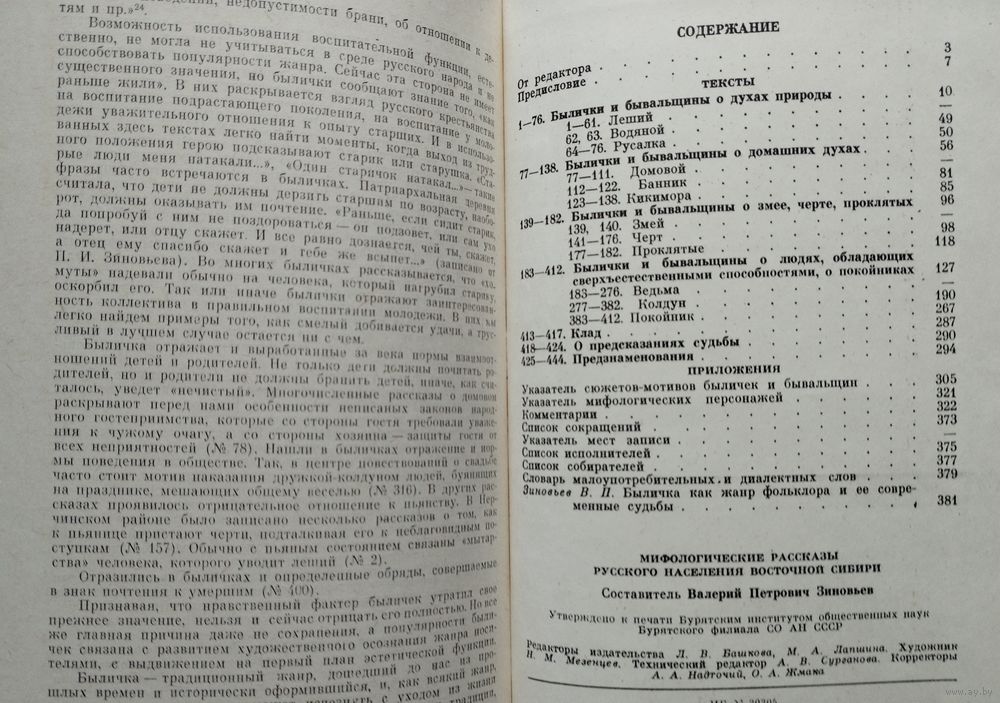 недопустимости брани, об отношения к де-
тям и пр.»24.
Возможность использования воспитательной функции, есте-
ственно, не могла не учитываться в среде русского народа и не
способствовать популярности жанра. Сейчас эта сторона не имеет
существенного значения, но былички сообщают знание того, «как
раньше жили». В них раскрывается взгляд русского крестьянства
на воспитание подрастающего поколения, на воспитание у моло-
дежи уважительного отношения к опыту старших. И в использо-
ванных здесь текстах легко найти моменты, когда выход из труд-
ного положения герою подсказывают старик или старушка. «Ста-
рые люди меня натакали...», «Один старичок натакал...» — такие
фразы часто встречаются в быличках. Патриархальная деревня
считала, что дети не должны дерзить старшим по возрасту, наобо-
рот, должны оказывать им почтение. «Раньше, если сидит старик,
да попробуй с ним не поздороваться — он подзовет, или сам ухо
надерет, или отцу скажет. И все равно дознается, чей ты, скажет,
а отец ему спасибо скажет и тебе же всыпет...» (записано от
П. И. Зиновьева). Во многих быличках рассказывается, что «хо-
муты» надевали обычно на человека, который нагрубил старику,
оскорбил его. Так или иначе былички отражают заинтересован-
ность коллектива в правильном воспитании молодежи. В них мы
легко найдем примеры того, как смелый добивается удачи, а трус-
ливый в лучшем случае остается ни с чем.
Быличка отражает и выработанные за века нормы взаимоот-
ношений детей и родителей. Не только дети должны почитать ро-
дителей, но и родители не должны бранить детей, иначе, как счи-
талось, уведет «нечистый». Многочисленные рассказы о домовом
раскрывают перед нами особенности неписаных законов народ-
ного гостеприимства, которые со стороны гостя требовали уваже-
ния к чужому очагу, а со стороны хозяина — защиты гостя от
всех неприятностей (№ 78). Нашли в быличках отражение и нор-
мы поведения в обществе. Так, в центре повествований о свадьбе
часто стоит мотив наказания дружкой-колдуном людей, буянящих
на празднике, мешающих общему веселью (№ 316). В других рас-
сказах проявилось отрицательное отношение к пьянству. В Нер-
чинском районе было записано несколько рассказов о том, как
к пьянице пристают черти, подталкивая его к неблаговидным по-
ступкам (№ 157). Обычно с пьяным состоянием связаны «мытар-
ства» человека, которого уводит леший (№ 2).
Отразились в быличках и определенные обряды, совершаемые
в знак почтения к умершим (№ 400).
Признавая, что нравственный фактор быличек утратил свое
прежнее значение, нельзя и сейчас отрицать его полностью. Но все
же главная причина даже не сохранения, а популярности были-
чек связана с развитием художественного осознания жанра носи-
телями, с выдвижением на первый план эстетической функции.
Быличка — традиционный жанр, дошедший до нас из про-
шлых времен и исторически оформившийся, и, как всякий жанр,
с уходом из жизни
традиции,
СОДЕРЖАНИЕ
От редактора . . . 3
Предисловие . . . 7
ТЕКСТЫ
1—76. Былички и бывальщины о духах природы . . . 10
1—61. Леший . . . —
62, 63. Водяной . . . 49
64—76. Русалка . . . 50
77—138. Былички и бывальщины о домашних духах . . . 56
77—111. Домовой . . . —
112—122. Банник . . . 81
123—138. Кикимора . . . 85
139—182. Былички и бывальщины о змее, черте, проклятых 96
139, 140. Змей . . . —
141—176. Черт . . . 98
177—182. Проклятые . . . 118
183—412. Былички и бывальщины о людях, обладающих
сверхъестественными способностями, о покойниках . 127
183—276. Ведьма . . . —
277—382. Колдун . . . 190
383—412. Покойник . . . 267
413—417. Клад . . . 287
418—424. О предсказаниях судьбы . . . 290
425—444. Предзнаменования . . . 294
ПРИЛОЖЕНИЯ
Указатель сюжетов-мотивов быличек и бывальщин . . . 305
Указатель мифологических персонажей . . . 321
Комментарии . . . 322
Список сокращений . . . 373
Указатель мест записи . . . —
Список исполнителей . . . 375
Список собирателей . . . 377
Словарь малоупотребительных и диалектных слов . . . 379
Зиновьев В. П. Быличка как жанр фольклора и ее совре-
менные судьбы . . . 381
МИФОЛОГИЧЕСКИЕ РАССКАЗЫ
РУССКОГО НАСЕЛЕНИЯ ВОСТОЧНОЙ СИБИРИ
Составитель Валерий Петрович Зиновьев
Утверждено к печати Бурятским институтом общественных наук
Бурятского филиала СО АН СССР
Редакторы издательства Л. В. Башкова, М. А. Лапшина. Художник
Н. М. Мезенцев. Технический редактор А. В. Сурганова. Корректоры
А. А. Надточий, О. А. Жмака
www.ay.by